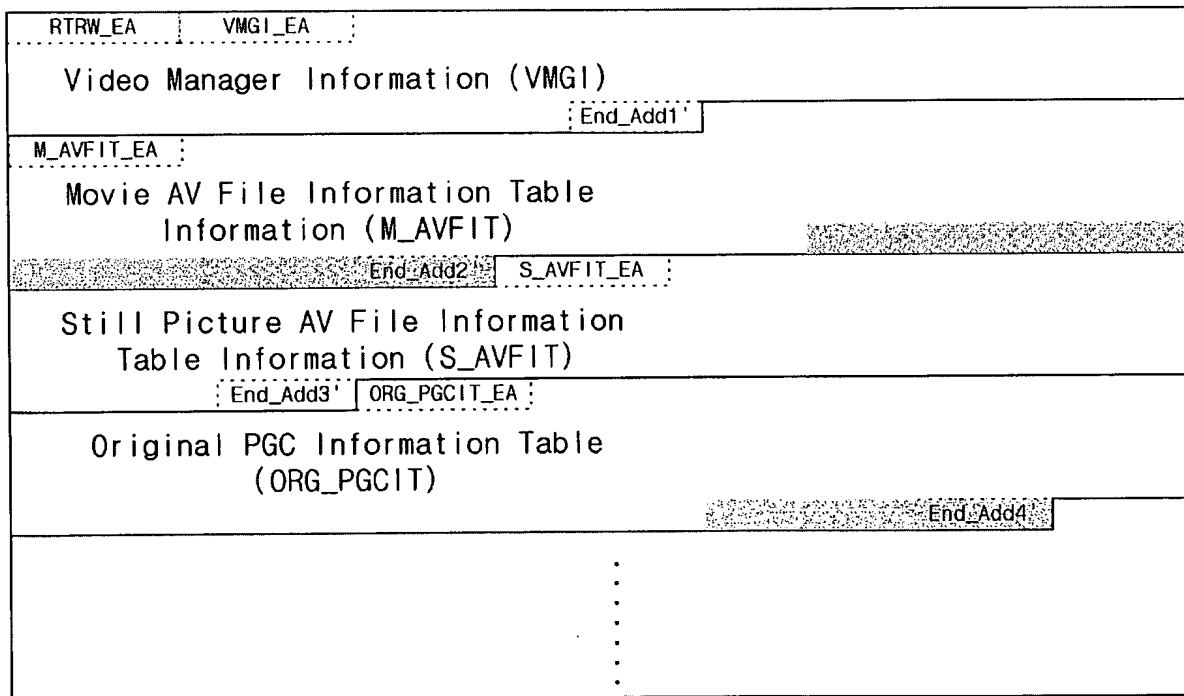 RTRW_EA VMGI_EA
Video Manager Information (VMGI)
End_Add1'
M_AVFIT_EA
Movie AV File Information Table
Information (M_AVFIT)
End_Add2' S_AVFIT_EA
Still Picture AV File Information
Table Information (S_AVFIT)
End_Add3' ORG_PGCIT_EA
Original PGC Information Table
(ORG_PGCIT)
End_Add4'